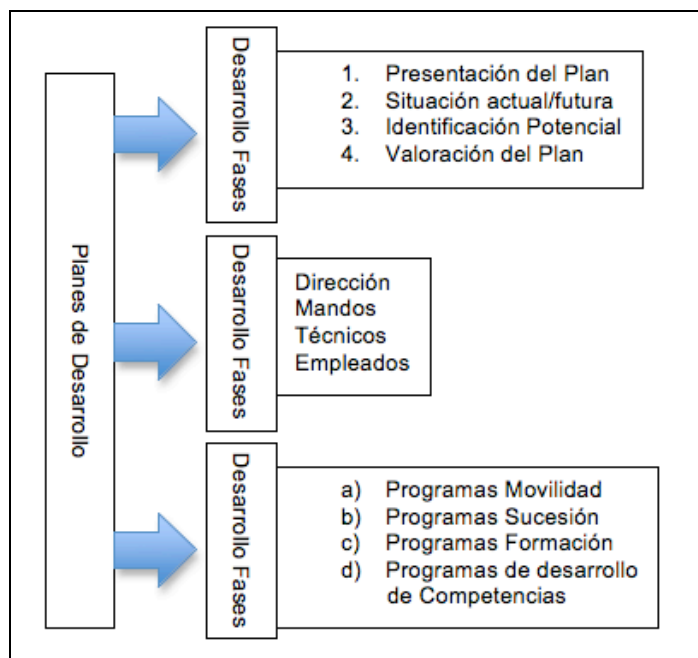 Planes de Desarrollo
Desarrollo Fases
1. Presentación del Plan
2. Situación actual/futura
3. Identificación Potencial
4. Valoración del Plan
Desarrollo Fases
Dirección
Mandos
Técnicos
Empleados
Desarrollo Fases
a) Programas Movilidad
b) Programas Sucesión
c) Programas Formación
d) Programas de desarrollo
de Competencias